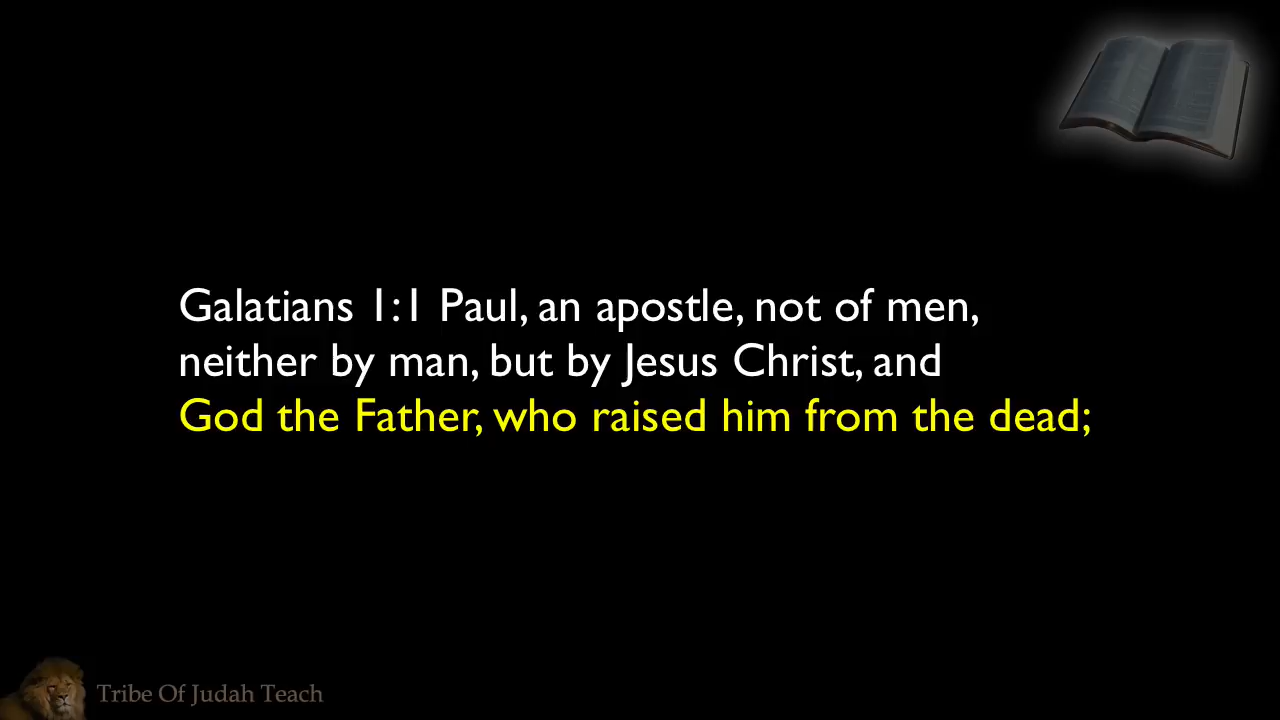 Galatians 1:1 Paul, an apostle, not of men,
neither by man, but by Jesus Christ, and
God the Father, who raised him from the dead;
Tribe Of Judah Teach